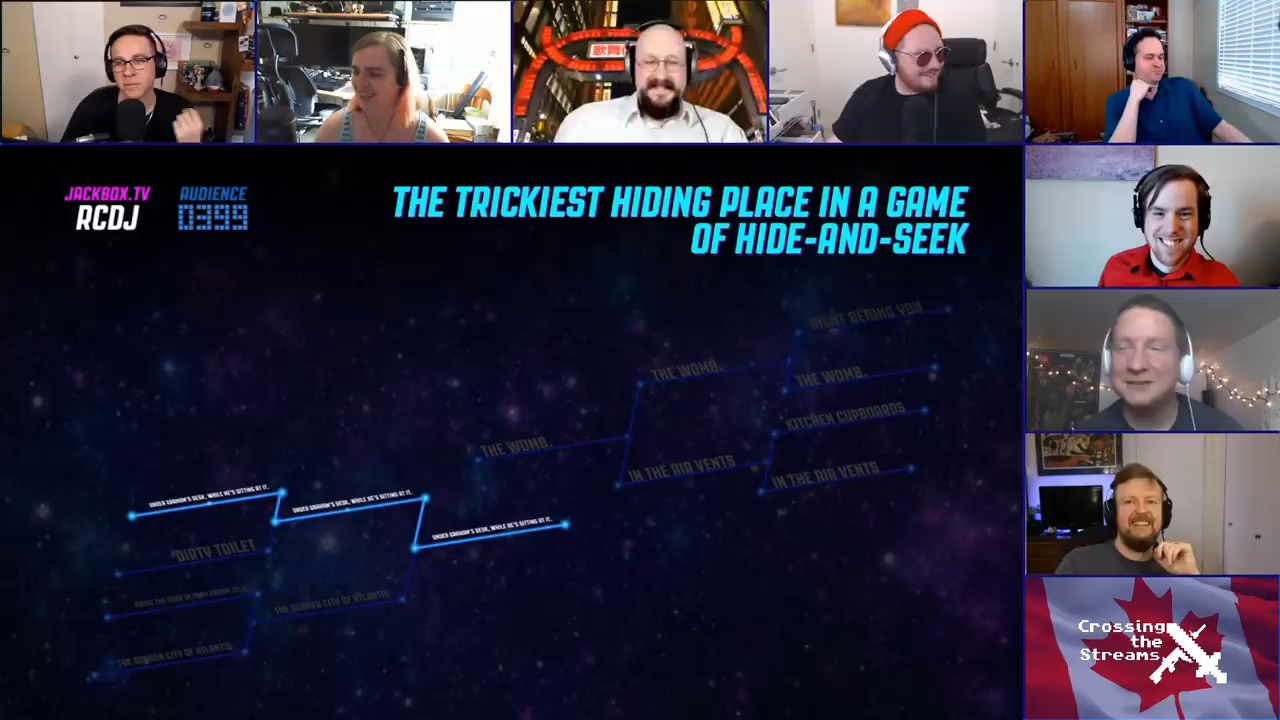 歌舞
JACKBOX.TV
RCDJ
AUDIENCE
0399
THE TRICKIEST HIDING PLACE IN A GAME
OF HIDE-AND-SEEK
RIGHT BEHIND YOU
THE WOMB.
THE WOMB.
KITCHEN CUPBOARDS
THE WOMB.
IN THE AIR VENTS
IN THE AIR VENTS
UNDER GRAHAM'S DESK, WHILE HE'S SITTING AT IT.
UNDER GRAHAM'S DESK, WHILE HE'S SITTING AT IT.
UNDER GRAHAM'S DESK, WHILE HE'S SITTING AT IT.
DIRTY TOILET
THE SUNKEN CITY OF ATLANTIS
THE SUNKEN CITY OF ATLANTIS
Crossing
the
Streams